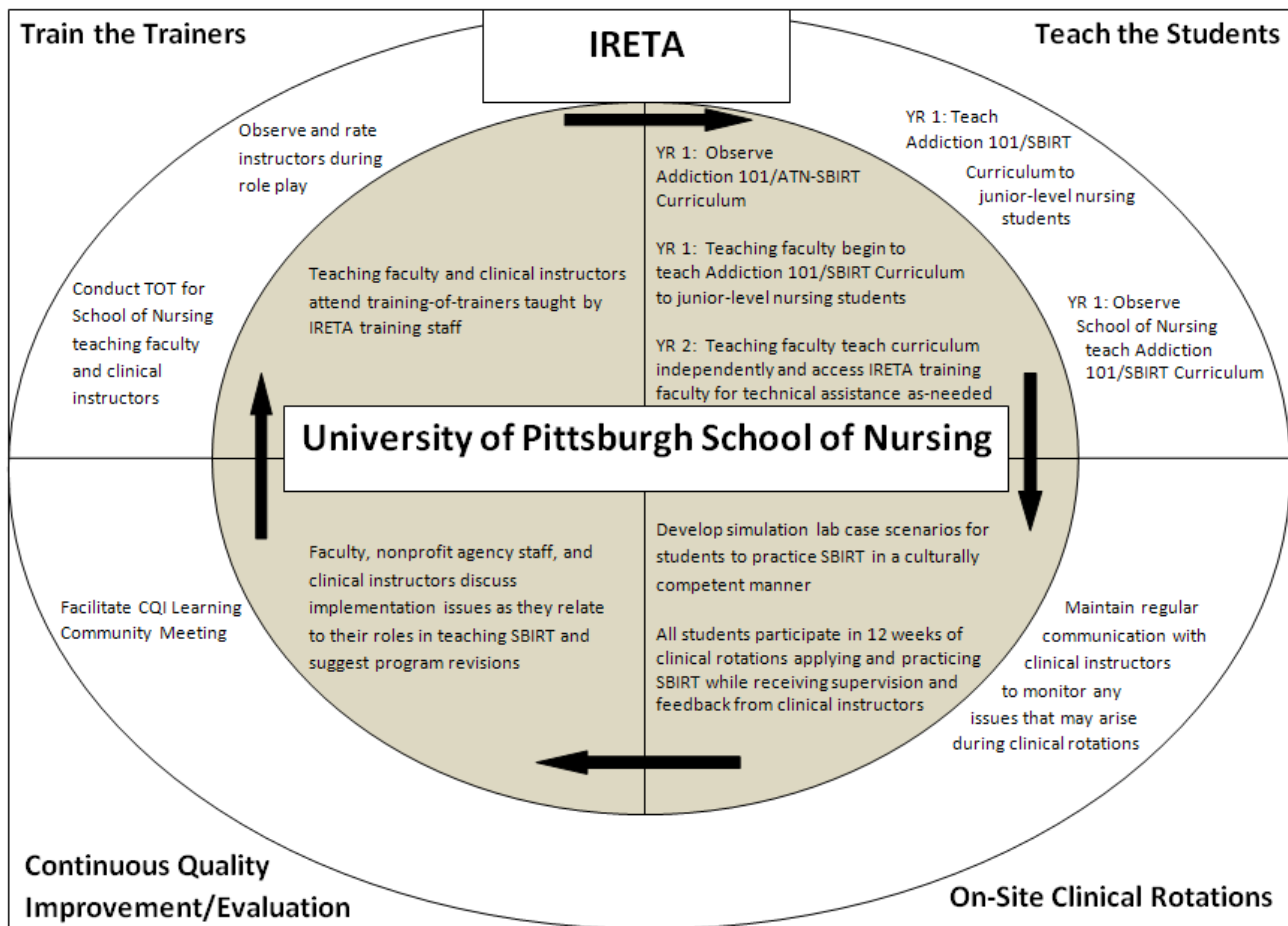 Train the Trainers
IRETA
Teach the Students
Observe and rate
instructors during
role play
Conduct TOT for
School of Nursing
teaching faculty
and clinical
instructors
Teaching faculty and clinical instructors
attend training-of-trainers taught by
IRETA training staff
YR 1:  Observe
Addiction 101/ATN-SBIRT
Curriculum
YR 1:  Teaching faculty begin to
teach Addiction 101/SBIRT Curriculum
to junior-level nursing students
YR 2:  Teaching faculty teach curriculum
independently and access IRETA training
faculty for technical assistance as-needed
YR 1: Teach
Addiction 101/SBIRT
Curriculum to
junior-level nursing
students
YR 1: Observe
School of Nursing
teach Addiction
101/SBIRT Curriculum
University of Pittsburgh School of Nursing
Facilitate CQI Learning
Community Meeting
Faculty, nonprofit agency staff, and
clinical instructors discuss
implementation issues as they relate
to their roles in teaching SBIRT and
suggest program revisions
Develop simulation lab case scenarios for
students to practice SBIRT in a culturally
competent manner
All students participate in 12 weeks of
clinical rotations applying and practicing
SBIRT while receiving supervision and
feedback from clinical instructors
Maintain regular
communication with
clinical instructors
to monitor any
issues that may arise
during clinical rotations
Continuous Quality
Improvement/Evaluation
On-Site Clinical Rotations